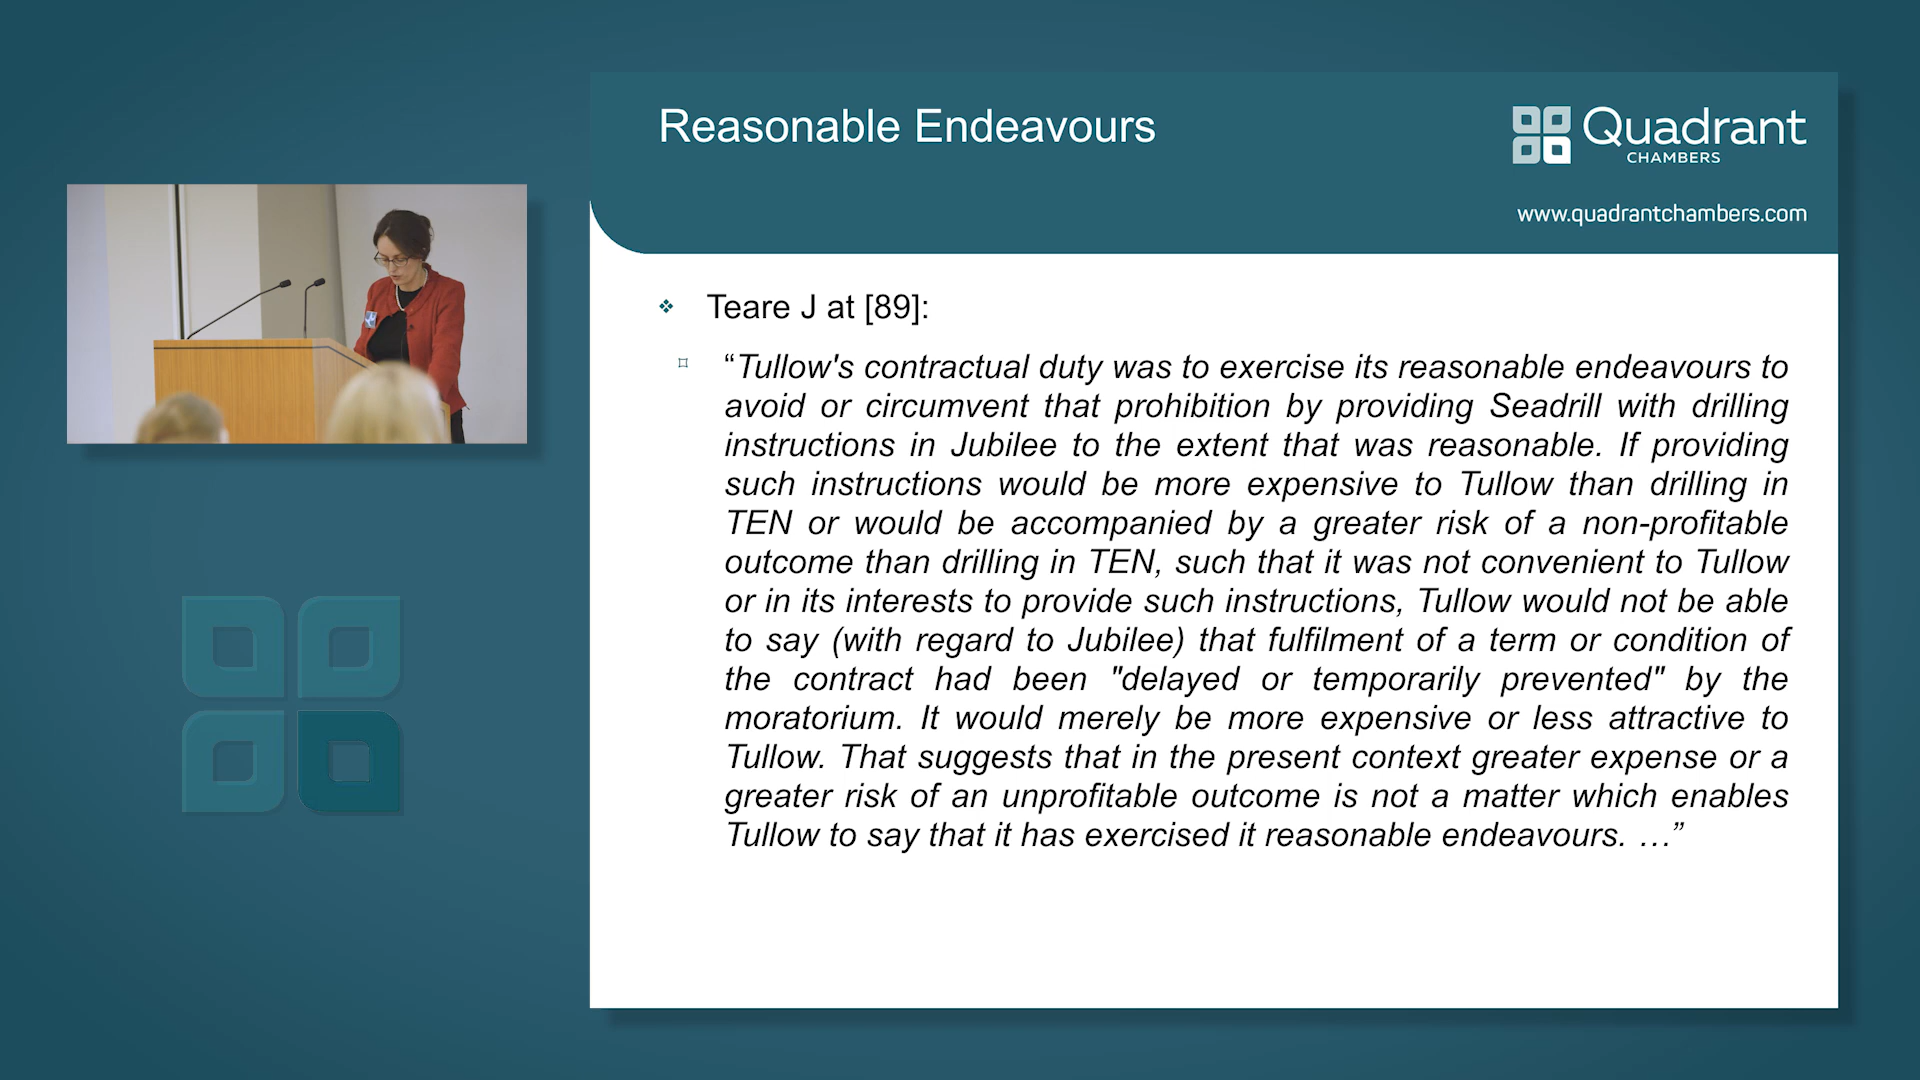 Reasonable Endeavours
Quadrant
CHAMBERS
www.quadrantchambers.com
Teare J at [89]:
“Tullow's contractual duty was to exercise its reasonable endeavours to
avoid or circumvent that prohibition by providing Seadrill with drilling
instructions in Jubilee to the extent that was reasonable. If providing
such instructions would be more expensive to Tullow than drilling in
TEN or would be accompanied by a greater risk of a non-profitable
outcome than drilling in TEN, such that it was not convenient to Tullow
or in its interests to provide such instructions, Tullow would not be able
to say (with regard to Jubilee) that fulfilment of a term or condition of
the contract had been "delayed or temporarily prevented" by the
moratorium. It would merely be more expensive or less attractive to
Tullow. That suggests that in the present context greater expense or a
greater risk of an unprofitable outcome is not a matter which enables
Tullow to say that it has exercised it reasonable endeavours. …”